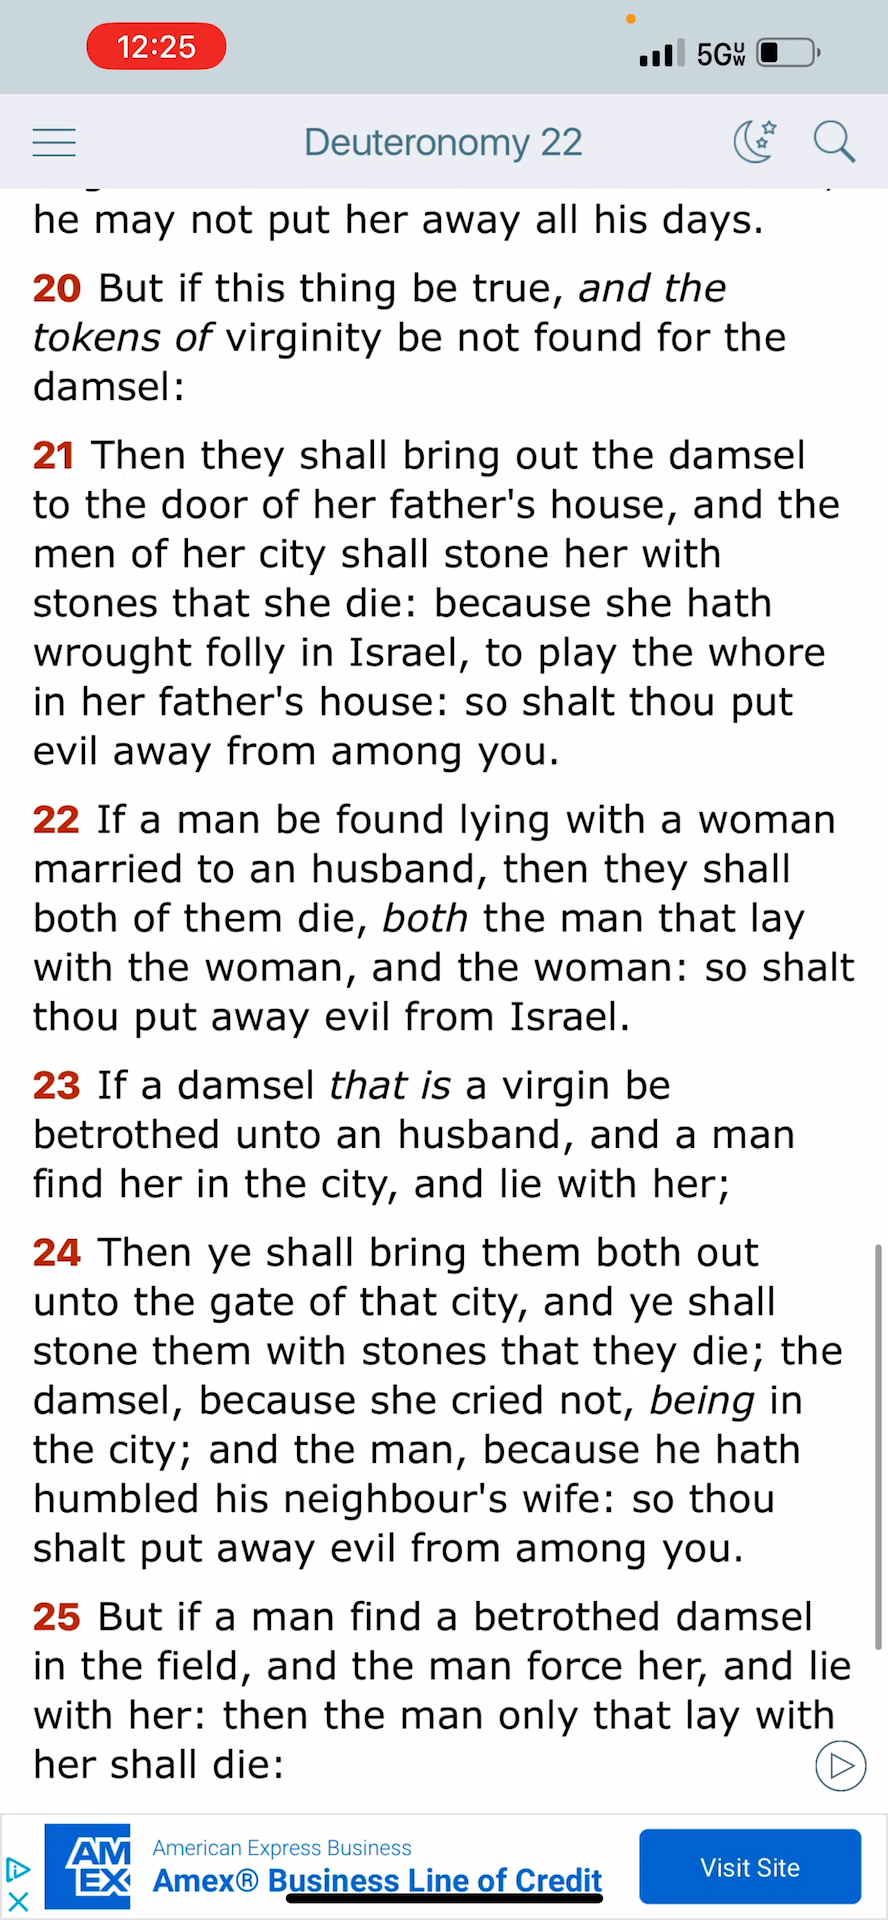 12:25
5GUW
Deuteronomy 22
he may not put her away all his days.
20 But if this thing be true, and the
tokens of virginity be not found for the
damsel:
21 Then they shall bring out the damsel
to the door of her father's house, and the
men of her city shall stone her with
stones that she die: because she hath
wrought folly in Israel, to play the whore
in her father's house: so shalt thou put
evil away from among you.
22 If a man be found lying with a woman
married to an husband, then they shall
both of them die, both the man that lay
with the woman, and the woman: so shalt
thou put away evil from Israel.
23 If a damsel that is a virgin be
betrothed unto an husband, and a man
find her in the city, and lie with her;
24 Then ye shall bring them both out
unto the gate of that city, and ye shall
stone them with stones that they die; the
damsel, because she cried not, being in
the city; and the man, because he hath
humbled his neighbour's wife: so thou
shalt put away evil from among you.
25 But if a man find a betrothed damsel
in the field, and the man force her, and lie
with her: then the man only that lay with
her shall die:
AM
EX
American Express Business
Amex® Business Line of Credit
Visit Site